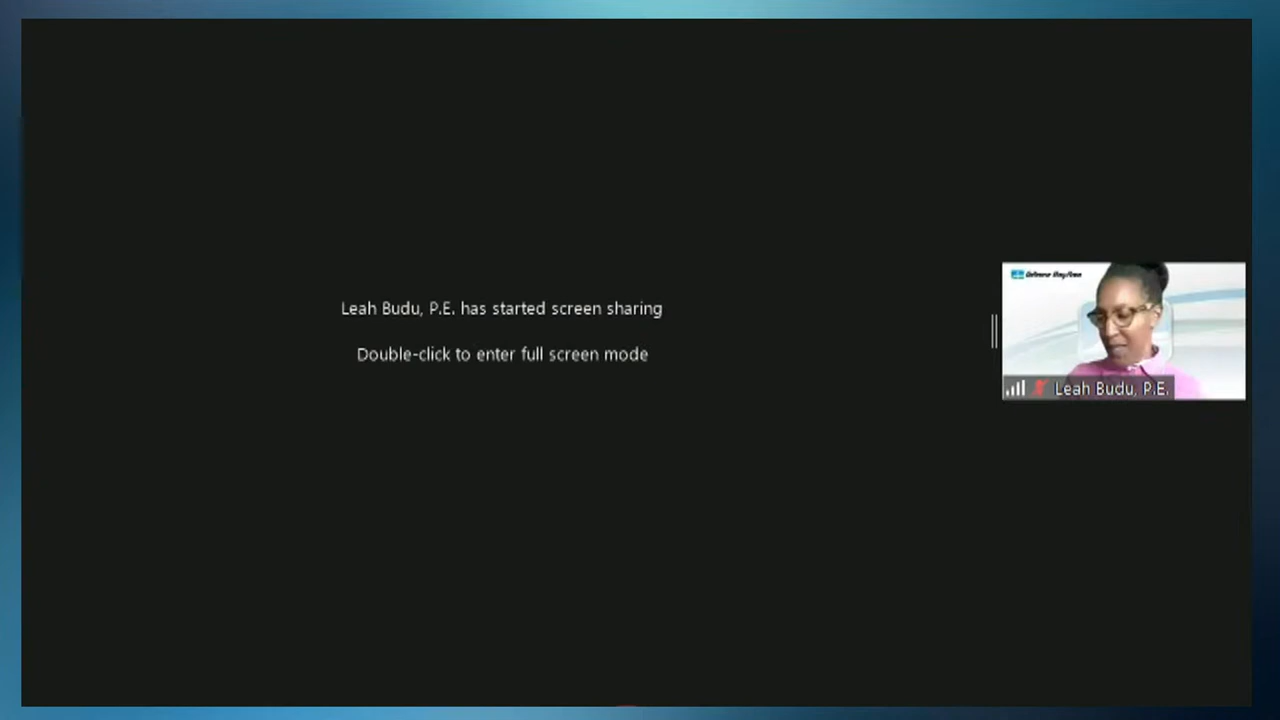 Leah Budu, P.E. has started screen sharing
Double-click to enter full screen mode
Leah Budu, P.E.